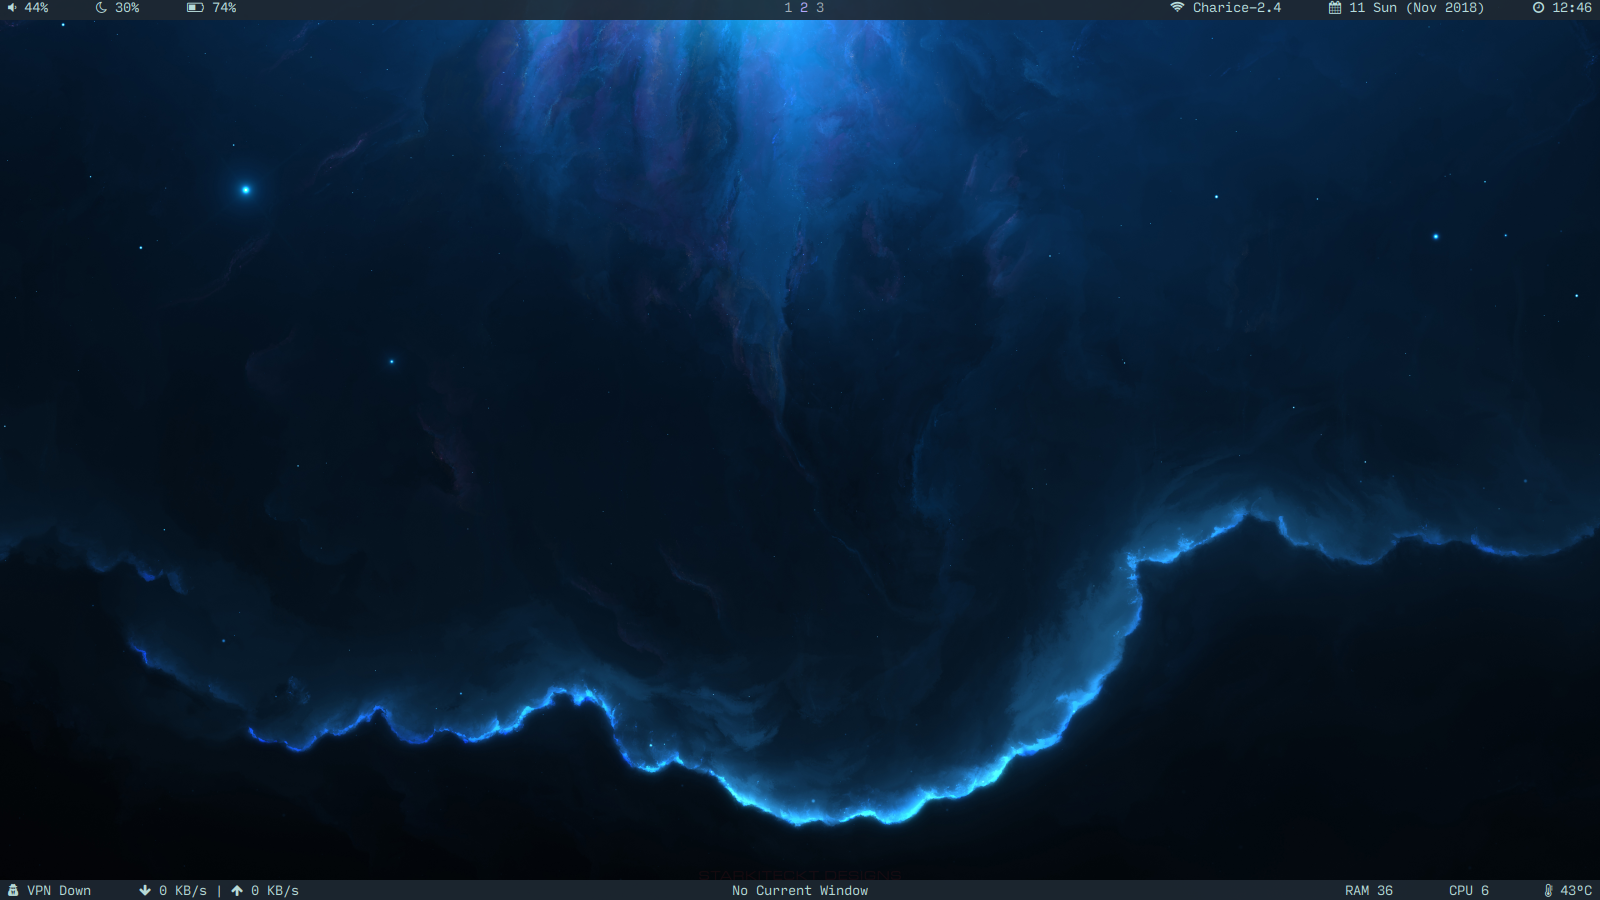 44% 30% 74% 1 2 3 Charice-2.4 11 Sun (Nov 2018) 12:46
STARKITECKT DESIGNS
VPN Down 0 KB/s | 0 KB/s No Current Window RAM 36 CPU 6 43°C